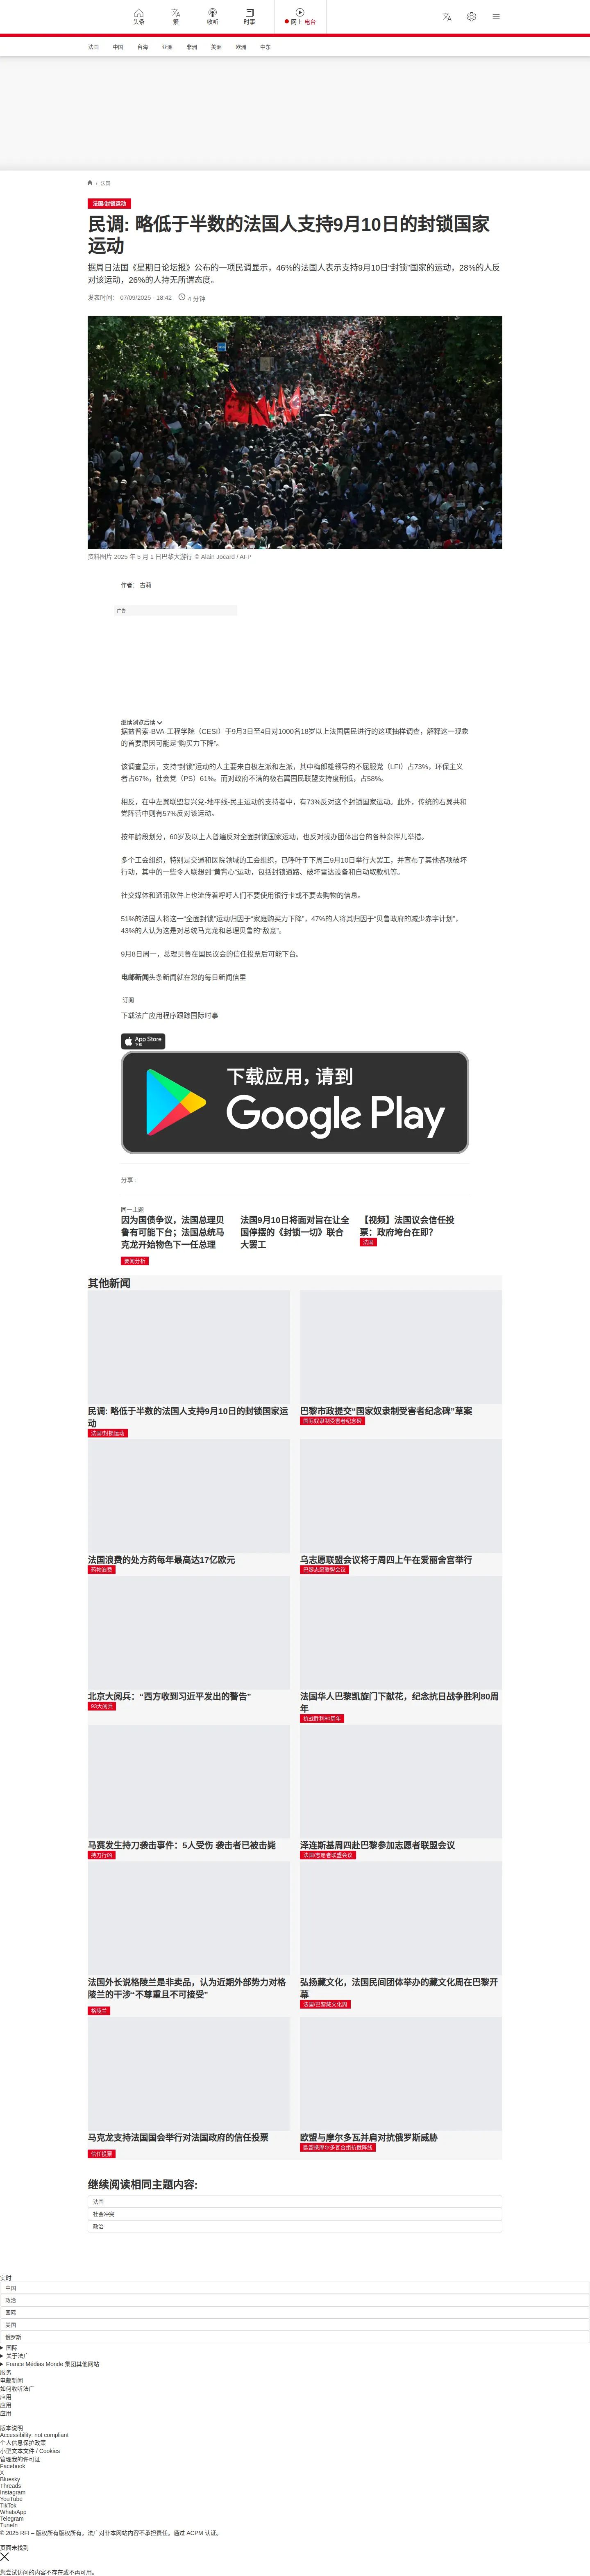 头条
繁
收听
时事
网上 电台
法国
中国
台海
亚洲
非洲
美洲
欧洲
中东
/ 法国
法国/封锁运动
民调: 略低于半数的法国人支持9月10日的封锁国家
运动
据周日法国《星期日论坛报》公布的一项民调显示，46%的法国人表示支持9月10日“封锁”国家的运动，28%的人反
对该运动，26%的人持无所谓态度。
发表时间： 07/09/2025 - 18:42
4 分钟
资料图片 2025 年 5 月 1 日巴黎大游行 © Alain Jocard / AFP
作者： 古莉
广告
继续浏览后续
据益普索-BVA-工程学院（CESI）于9月3日至4日对1000名18岁以上法国居民进行的这项抽样调查，解释这一现象
的首要原因可能是“购买力下降”。
该调查显示，支持“封锁”运动的人主要来自极左派和左派，其中梅郎雄领导的不屈服党（LFI）占73%，环保主义
者占67%，社会党（PS）61%。而对政府不满的极右翼国民联盟支持度稍低，占58%。
相反，在中左翼联盟复兴党-地平线-民主运动的支持者中，有73%反对这个封锁国家运动。此外，传统的右翼共和
党阵营中则有57%反对该运动。
按年龄段划分，60岁及以上人普遍反对全面封锁国家运动，也反对操办团体出台的各种杂拌儿举措。
多个工会组织，特别是交通和医院领域的工会组织，已呼吁于下周三9月10日举行大罢工，并宣布了其他各项破坏
行动，其中的一些令人联想到“黄背心”运动，包括封锁道路、破坏雷达设备和自动取款机等。
社交媒体和通讯软件上也流传着呼吁人们不要使用银行卡或不要去购物的信息。
51%的法国人将这一“全面封锁”运动归因于“家庭购买力下降”，47%的人将其归因于“贝鲁政府的减少赤字计划”，
43%的人认为这是对总统马克龙和总理贝鲁的“敌意”。
9月8日周一，总理贝鲁在国民议会的信任投票后可能下台。
电邮新闻头条新闻就在您的每日新闻信里
订阅
下载法广应用程序跟踪国际时事
App Store
下载
下载应用，请到
Google Play
分享 :
同一主题
因为国债争议，法国总理贝
鲁有可能下台；法国总统马
克龙开始物色下一任总理
要闻分析
法国9月10日将面对旨在让全
国停摆的《封锁一切》联合
大罢工
【视频】法国议会信任投
票：政府垮台在即？
法国
其他新闻
民调: 略低于半数的法国人支持9月10日的封锁国家运
动
法国/封锁运动
巴黎市政提交“国家奴隶制受害者纪念碑”草案
国际奴隶制受害者纪念碑
法国浪费的处方药每年最高达17亿欧元
药物浪费
乌志愿联盟会议将于周四上午在爱丽舍宫举行
巴黎志愿联盟会议
北京大阅兵：“西方收到习近平发出的警告”
93大阅兵
法国华人巴黎凯旋门下献花，纪念抗日战争胜利80周
年
抗战胜利80周年
马赛发生持刀袭击事件：5人受伤 袭击者已被击毙
持刀行凶
泽连斯基周四赴巴黎参加志愿者联盟会议
法国/志愿者联盟会议
法国外长说格陵兰是非卖品，认为近期外部势力对格
陵兰的干涉“不尊重且不可接受”
格陵兰
弘扬藏文化，法国民间团体举办的藏文化周在巴黎开
幕
法国/巴黎藏文化周
马克龙支持法国国会举行对法国政府的信任投票
信任投票
欧盟与摩尔多瓦并肩对抗俄罗斯威胁
欧盟携摩尔多瓦合组抗俄阵线
继续阅读相同主题内容:
法国
社会冲突
政治
实时
中国
政治
国际
美国
俄罗斯
国际
关于法广
France Médias Monde 集团其他网站
服务
电邮新闻
如何收听法广
应用
应用
应用
版本说明
Accessibility: not compliant
个人信息保护政策
小型文本文件 / Cookies
管理我的许可证
Facebook
X
Bluesky
Threads
Instagram
YouTube
TikTok
WhatsApp
Telegram
TuneIn
© 2025 RFI – 版权所有版权所有。法广对非本网站内容不承担责任。通过 ACPM 认证。
页面未找到
您尝试访问的内容不存在或不再可用。